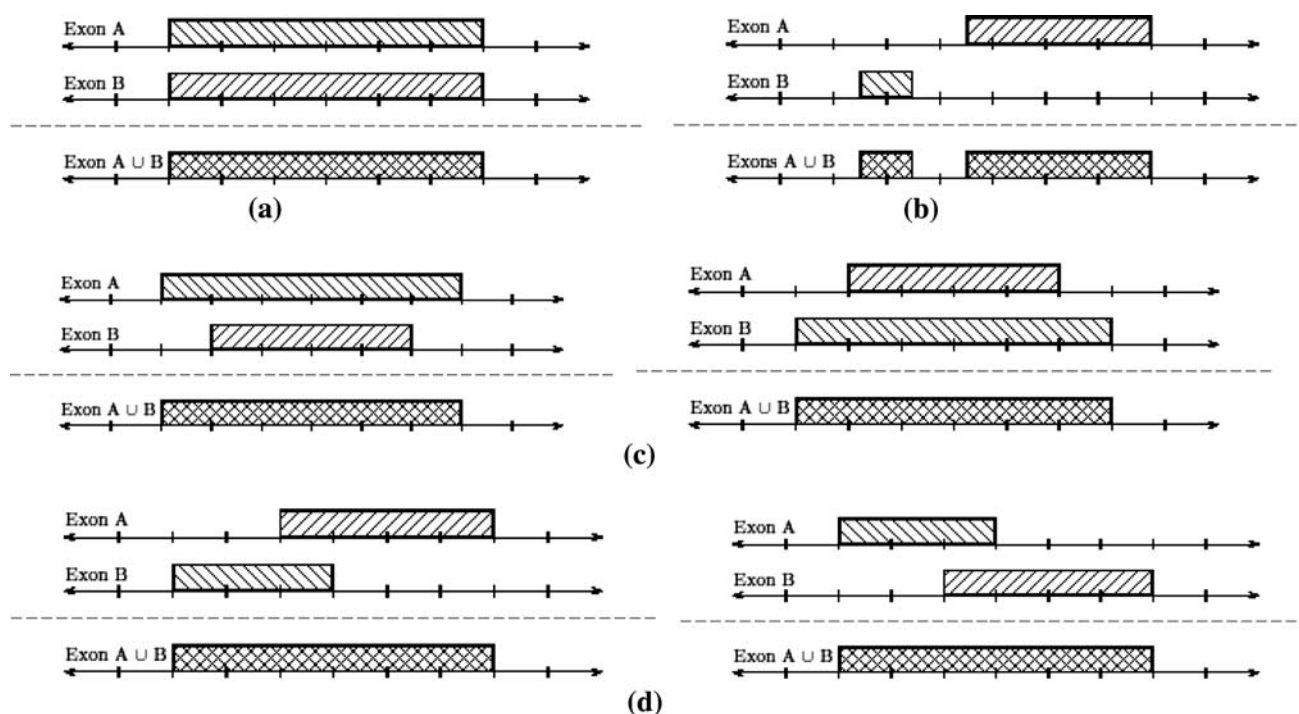 Exon A
Exon B
Exon A ∪ B
(a)
Exon A
Exon B
Exons A ∪ B
(b)
Exon A
Exon B
Exon A ∪ B
Exon A
Exon B
Exon A ∪ B
(c)
Exon A
Exon B
Exon A ∪ B
Exon A
Exon B
Exon A ∪ B
(d)